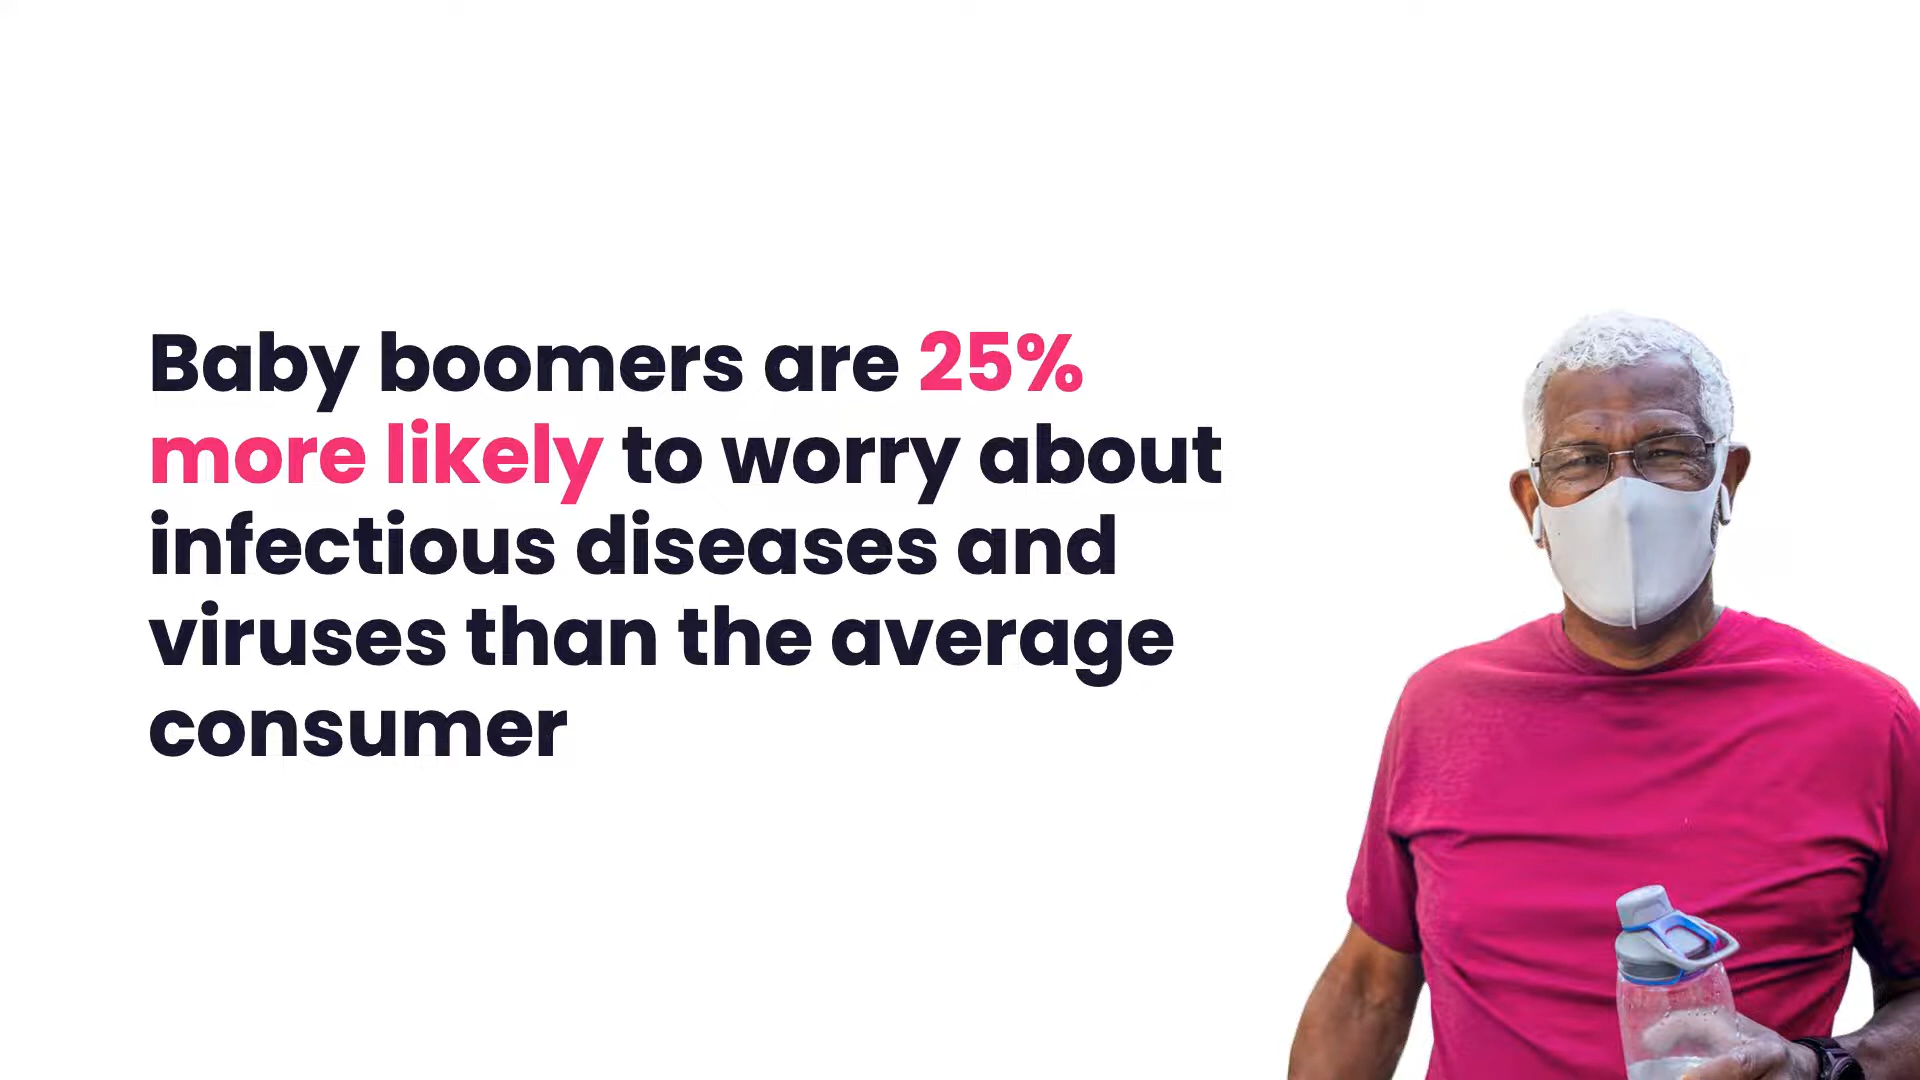 Baby boomers are 25%
more likely to worry about
infectious diseases and
viruses than the average
consumer